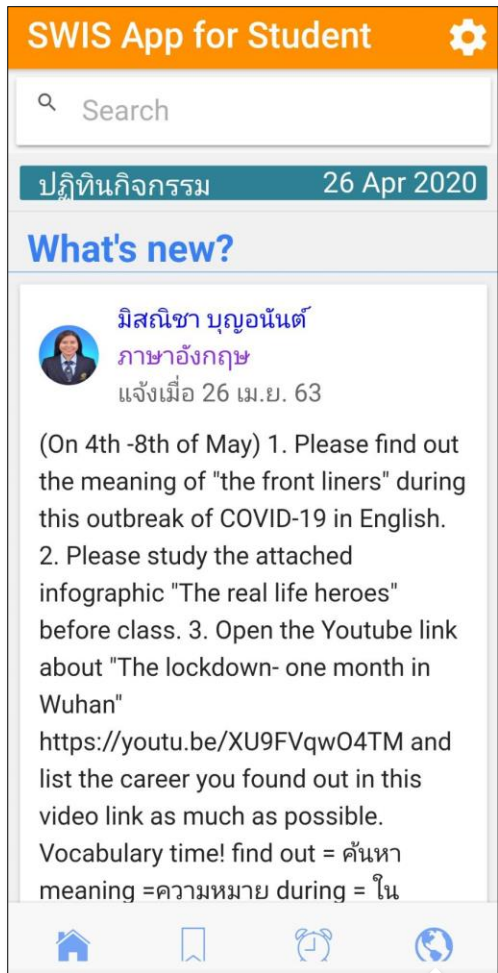 SWIS App for Student
Search
ปฏิทินกิจกรรม 26 Apr 2020
What's new?
มิสณิชา บุญอนันต์
ภาษาอังกฤษ
แจ้งเมื่อ 26 เม.ย. 63
(On 4th -8th of May) 1. Please find out
the meaning of "the front liners" during
this outbreak of COVID-19 in English.
2. Please study the attached
infographic "The real life heroes"
before class. 3. Open the Youtube link
about "The lockdown- one month in
Wuhan"
https://youtu.be/XU9FVqwO4TM and
list the career you found out in this
video link as much as possible.
Vocabulary time! find out = ค้นหา
meaning =ความหมาย during = ใน